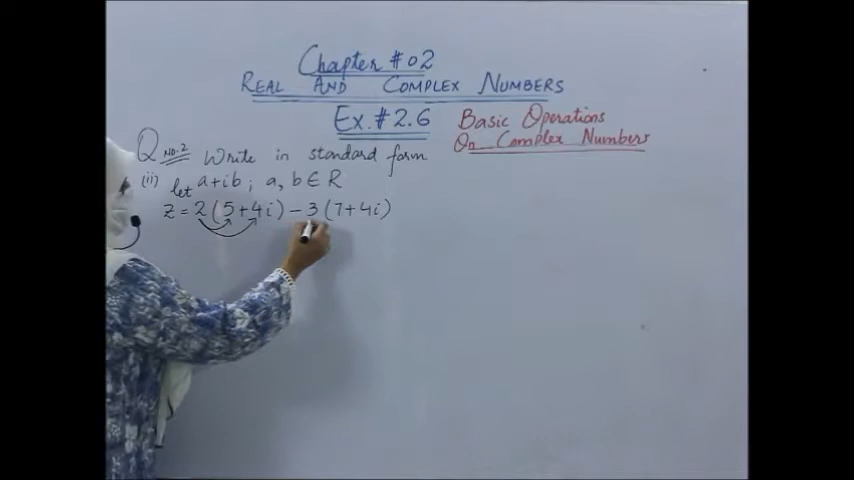 Chapter #02
REAL AND COMPLEX NUMBERS
Ex.#2.6
Basic Operations
On Complex Numbers
Q NO.2 Write in standard form
(ii) let a+ib ; a, b ∈ R
z = 2(5+4i) - 3(7+4i)